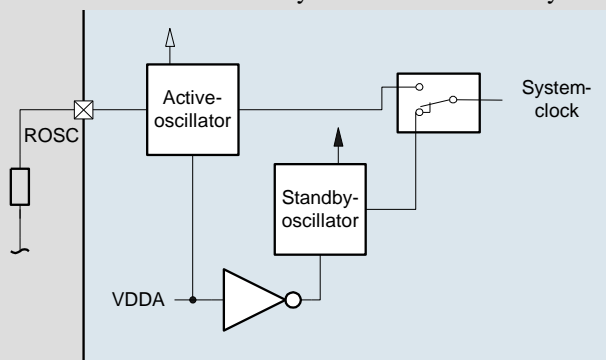 Active-
oscillator
System-
clock
ROSC
Standby-
oscillator
VDDA